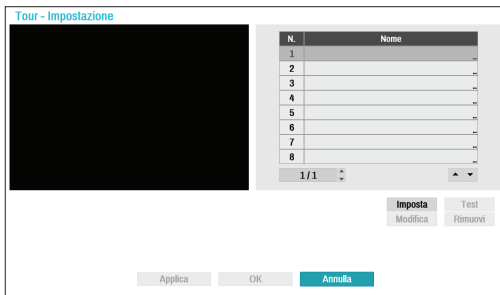 Tour - Impostazione
N. Nome
1 ...
2 ...
3 ...
4 ...
5 ...
6 ...
7 ...
8 ...
1 / 1
Imposta Test
Modifica Rimuovi
Applica OK Annulla